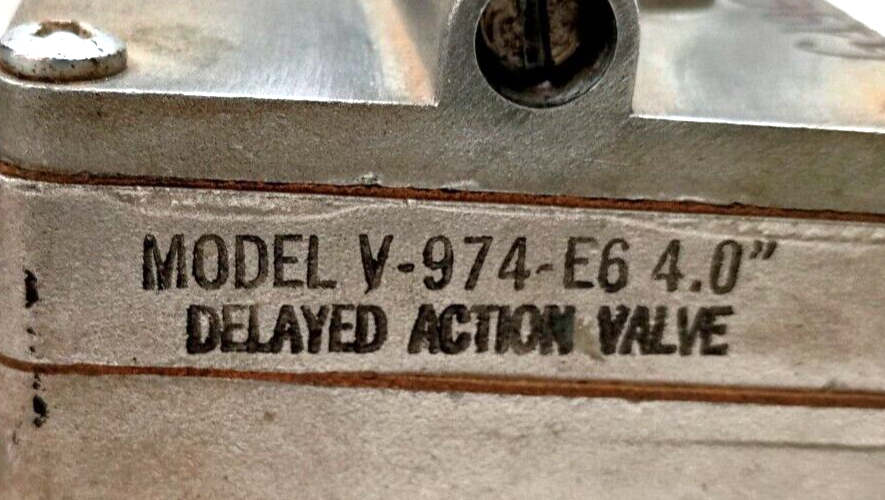 MODEL V-974-E6 4.0"
DELAYED ACTION VALVE